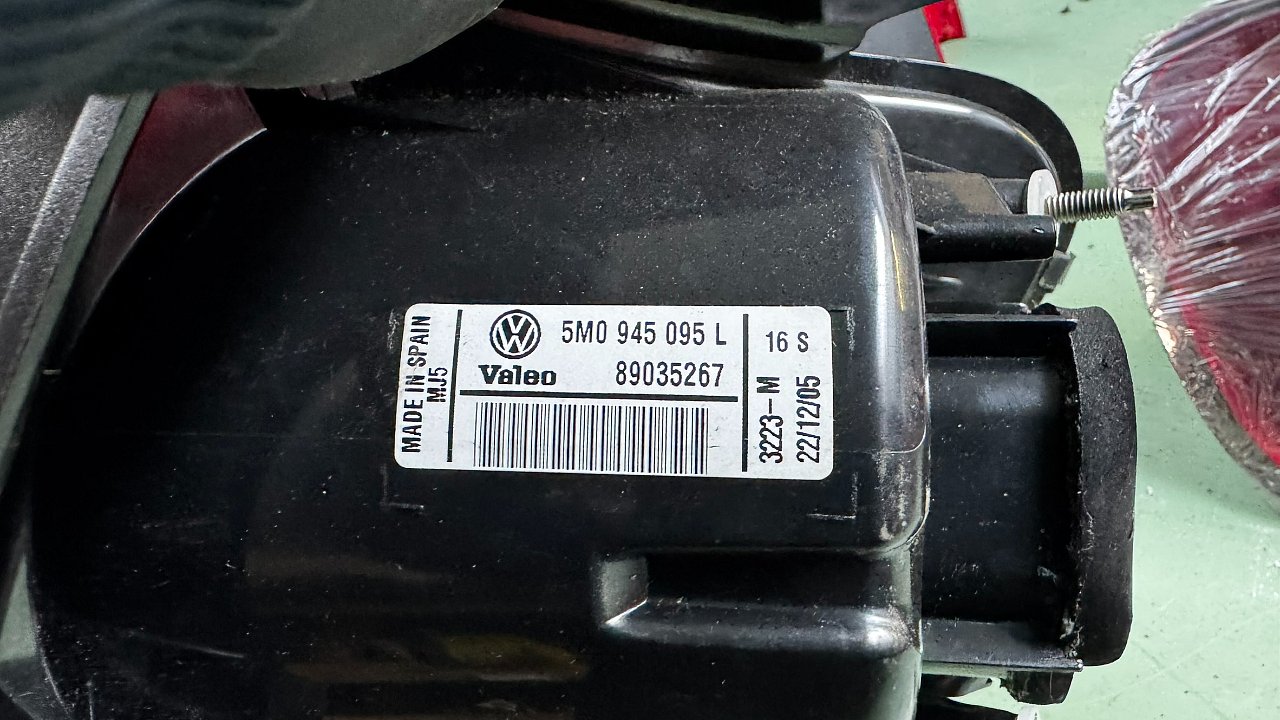 MADE IN SPAIN
MJ5
5M0 945 095 L
Valeo 89035267
16 S
3223-M
22/12/05